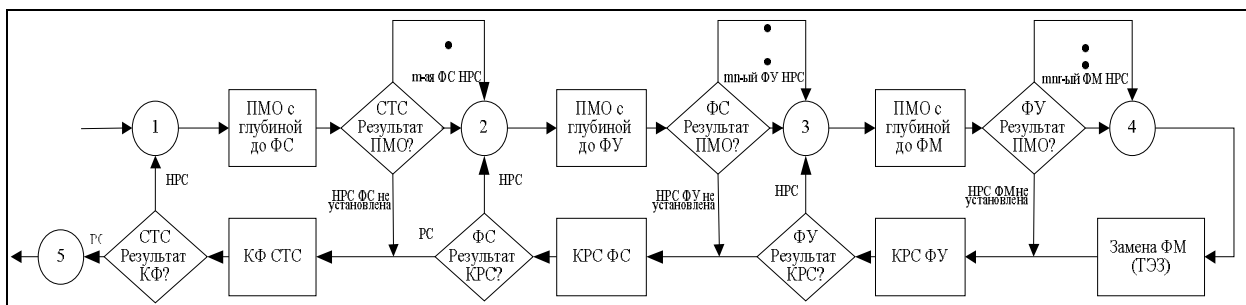 m-ая ФС НРС
mn-ый ФУ НРС
mnr-ый ФМ НРС
1
ПМО с
глубиной
до ФС
СТС
Результат
ПМО?
2
ПМО с
глубиной
до ФУ
ФС
Результат
ПМО?
3
ПМО с
глубиной
до ФМ
ФУ
Результат
ПМО?
4
НРС
НРС ФС не
установлена
НРС
НРС ФУ не
установлена
НРС
НРС ФМ не
установлена
5
РС
СТС
Результат
КФ?
КФ СТС
РС
ФС
Результат
КРС?
КРС ФС
ФУ
Результат
КРС?
КРС ФУ
Замена ФМ
(ТЭЗ)